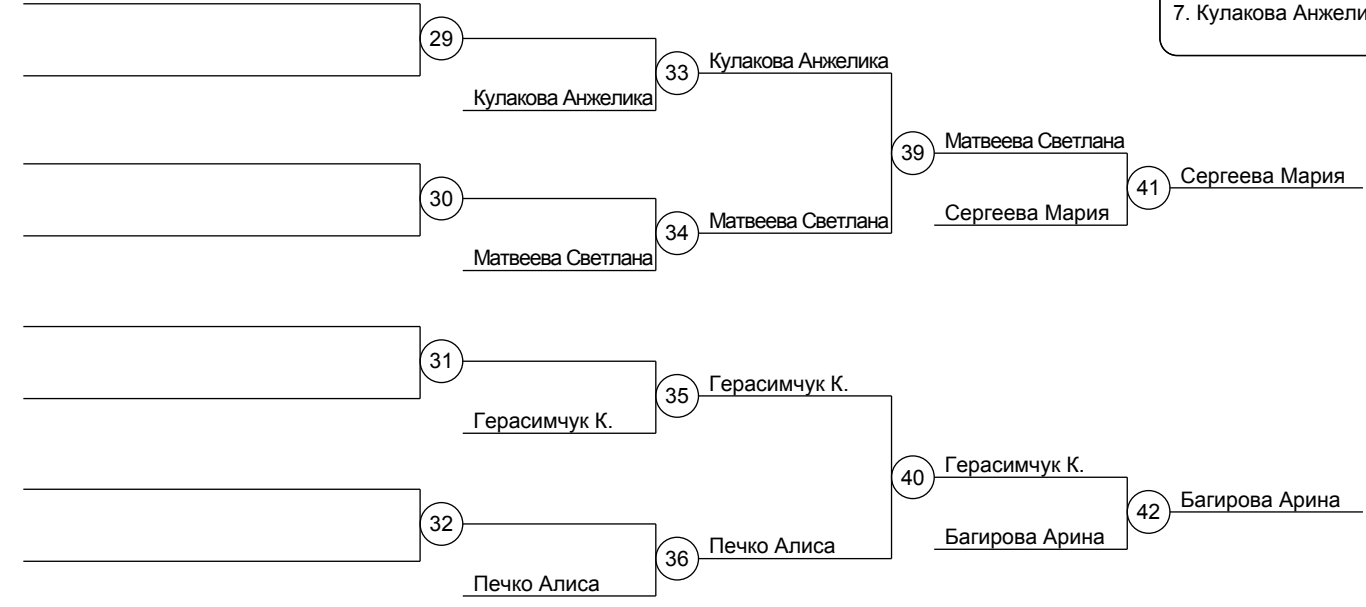 7. Кулакова
29
Кулакова Анжелика
33
Кулакова Анжелика
30
Матвеева Светлана
34
Матвеева Светлана
39
Матвеева Светлана
Сергеева Мария
41
Сергеева Мария
31
Герасимчук К.
35
Герасимчук К.
32
Печко Алиса
36
Печко Алиса
40
Герасимчук К.
Багирова Арина
42
Багирова Арина